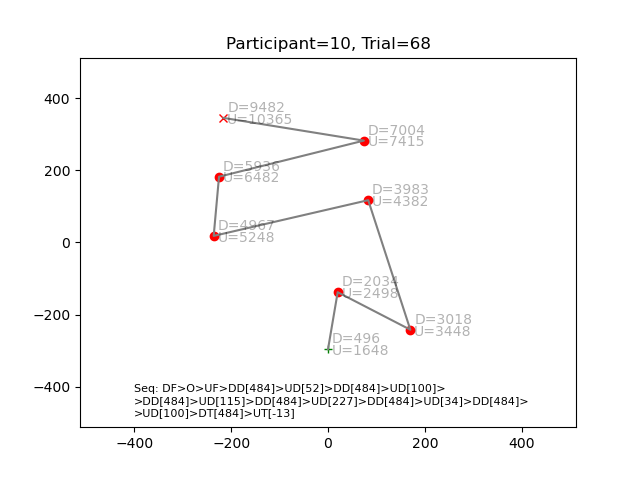 Participant=10, Trial=68
D=9482
U=10365
D=7004
U=7415
D=5936
U=6482
D=3983
U=4382
D=4967
U=5248
D=2034
U=2498
D=3018
U=3448
D=496
U=1648
Seq: DF>O>UF>DD[484]>UD[52]>DD[484]>UD[100]>
>DD[484]>UD[115]>DD[484]>UD[227]>DD[484]>UD[34]>DD[484]>
>UD[100]>DT[484]>UT[-13]
400
200
0
−200
−400
−400 −200 0 200 400